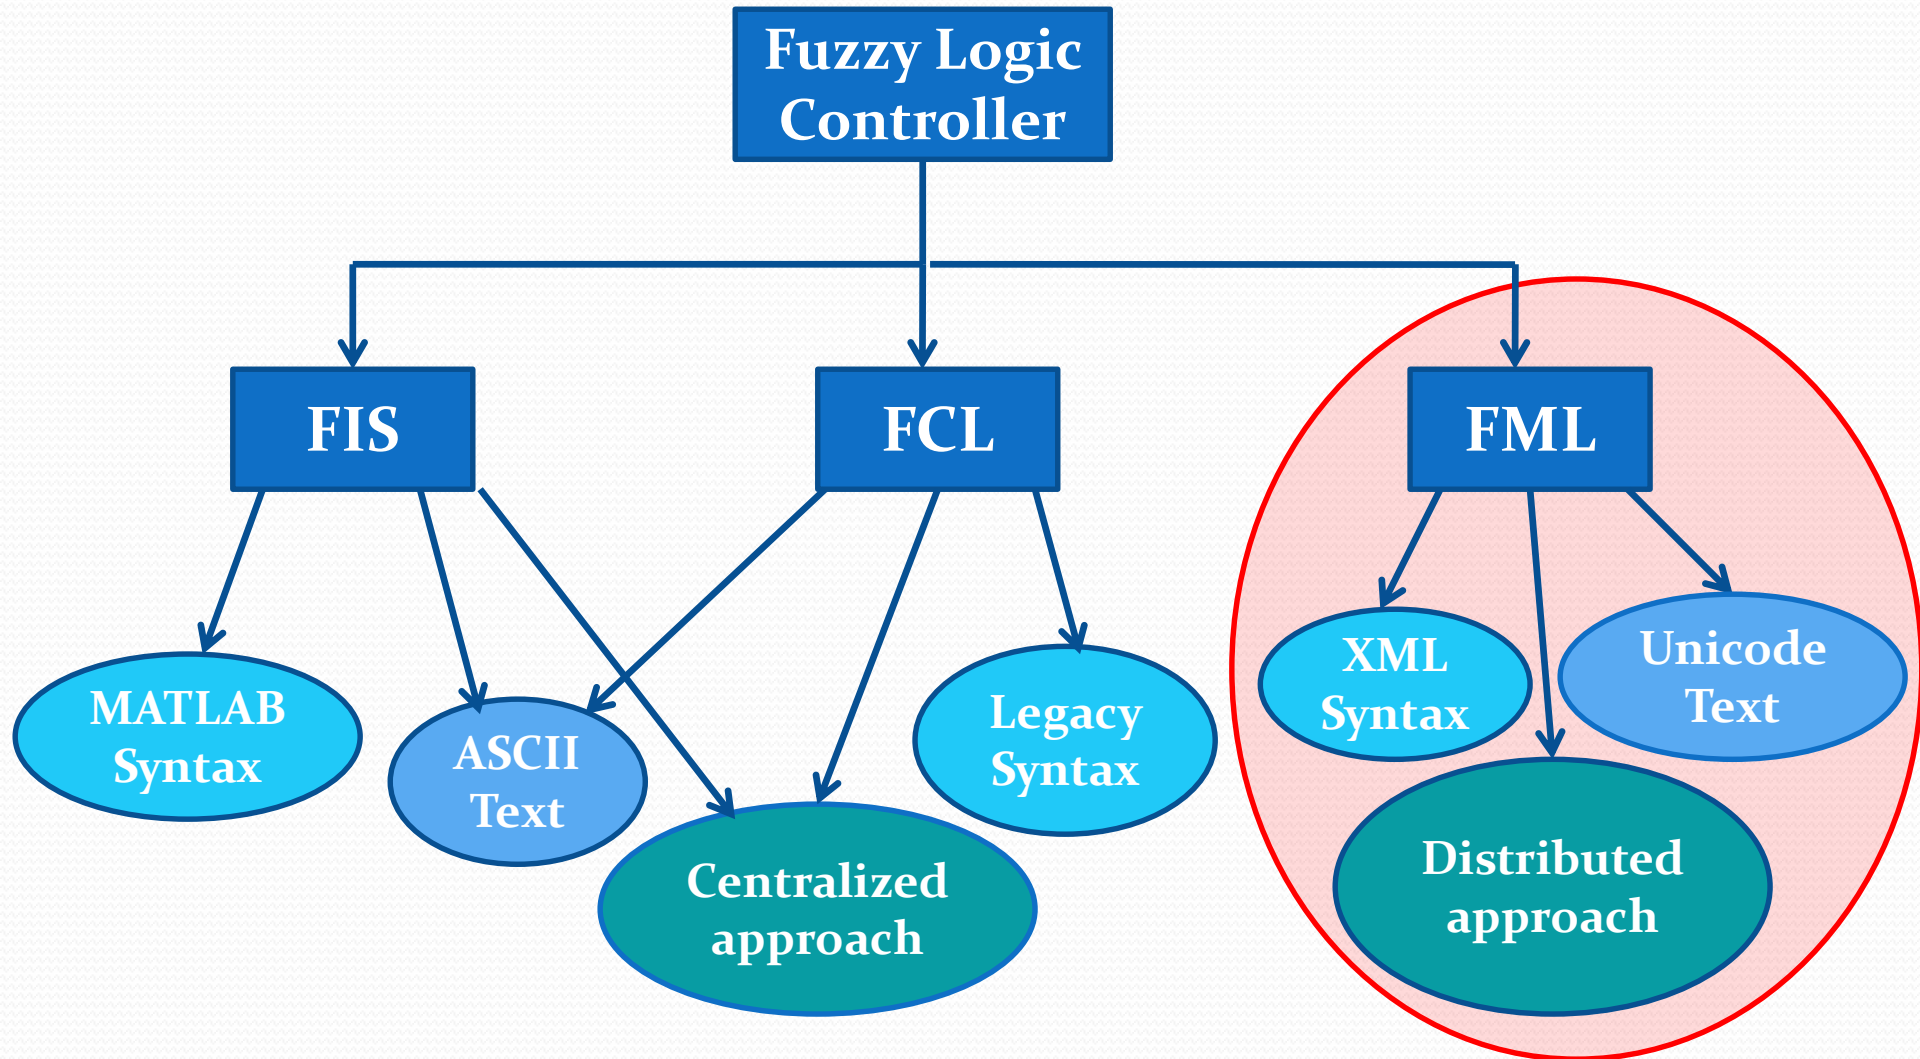 Fuzzy Logic
Controller
FIS
FCL
FML
MATLAB
Syntax
ASCII
Text
Centralized
approach
Legacy
Syntax
XML
Syntax
Unicode
Text
Distributed
approach